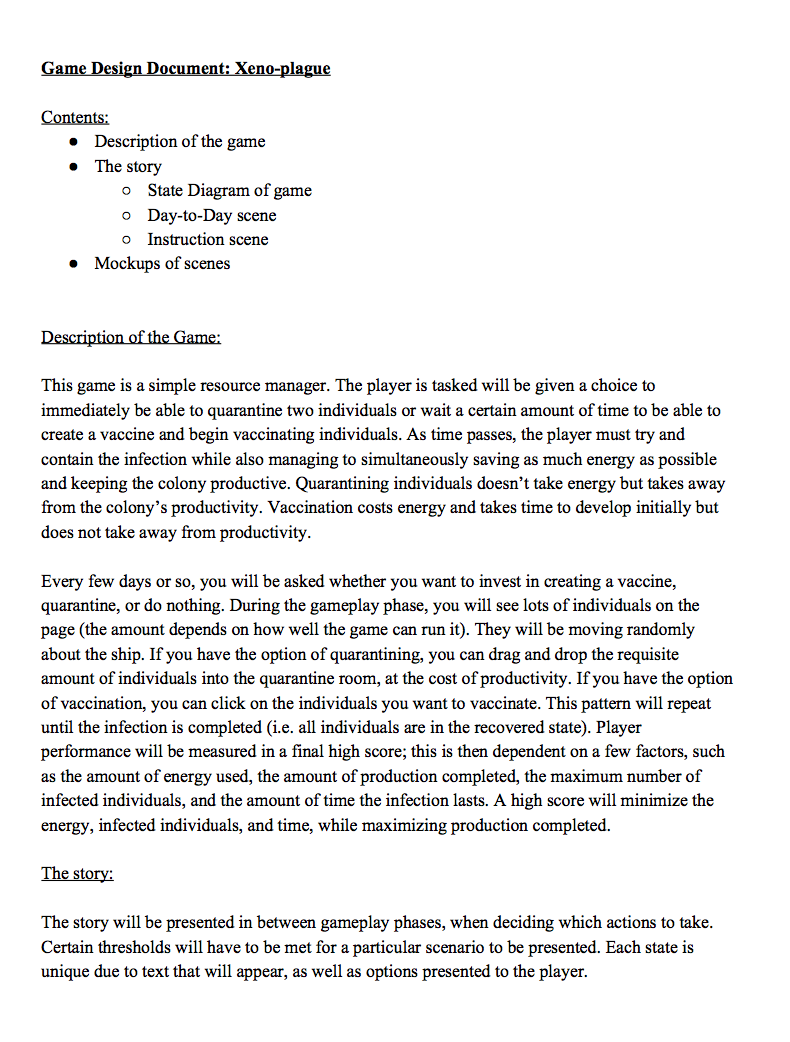 Game Design Document: Xeno-plague
Contents:
● Description of the game
● The story
○ State Diagram of game
○ Day-to-Day scene
○ Instruction scene
● Mockups of scenes
Description of the Game:
This game is a simple resource manager. The player is tasked will be given a choice to
immediately be able to quarantine two individuals or wait a certain amount of time to be able to
create a vaccine and begin vaccinating individuals. As time passes, the player must try and
contain the infection while also managing to simultaneously saving as much energy as possible
and keeping the colony productive. Quarantining individuals doesn’t take energy but takes away
from the colony’s productivity. Vaccination costs energy and takes time to develop initially but
does not take away from productivity.
Every few days or so, you will be asked whether you want to invest in creating a vaccine,
quarantine, or do nothing. During the gameplay phase, you will see lots of individuals on the
page (the amount depends on how well the game can run it). They will be moving randomly
about the ship. If you have the option of quarantining, you can drag and drop the requisite
amount of individuals into the quarantine room, at the cost of productivity. If you have the option
of vaccination, you can click on the individuals you want to vaccinate. This pattern will repeat
until the infection is completed (i.e. all individuals are in the recovered state). Player
performance will be measured in a final high score; this is then dependent on a few factors, such
as the amount of energy used, the amount of production completed, the maximum number of
infected individuals, and the amount of time the infection lasts. A high score will minimize the
energy, infected individuals, and time, while maximizing production completed.
The story:
The story will be presented in between gameplay phases, when deciding which actions to take.
Certain thresholds will have to be met for a particular scenario to be presented. Each state is
unique due to text that will appear, as well as options presented to the player.